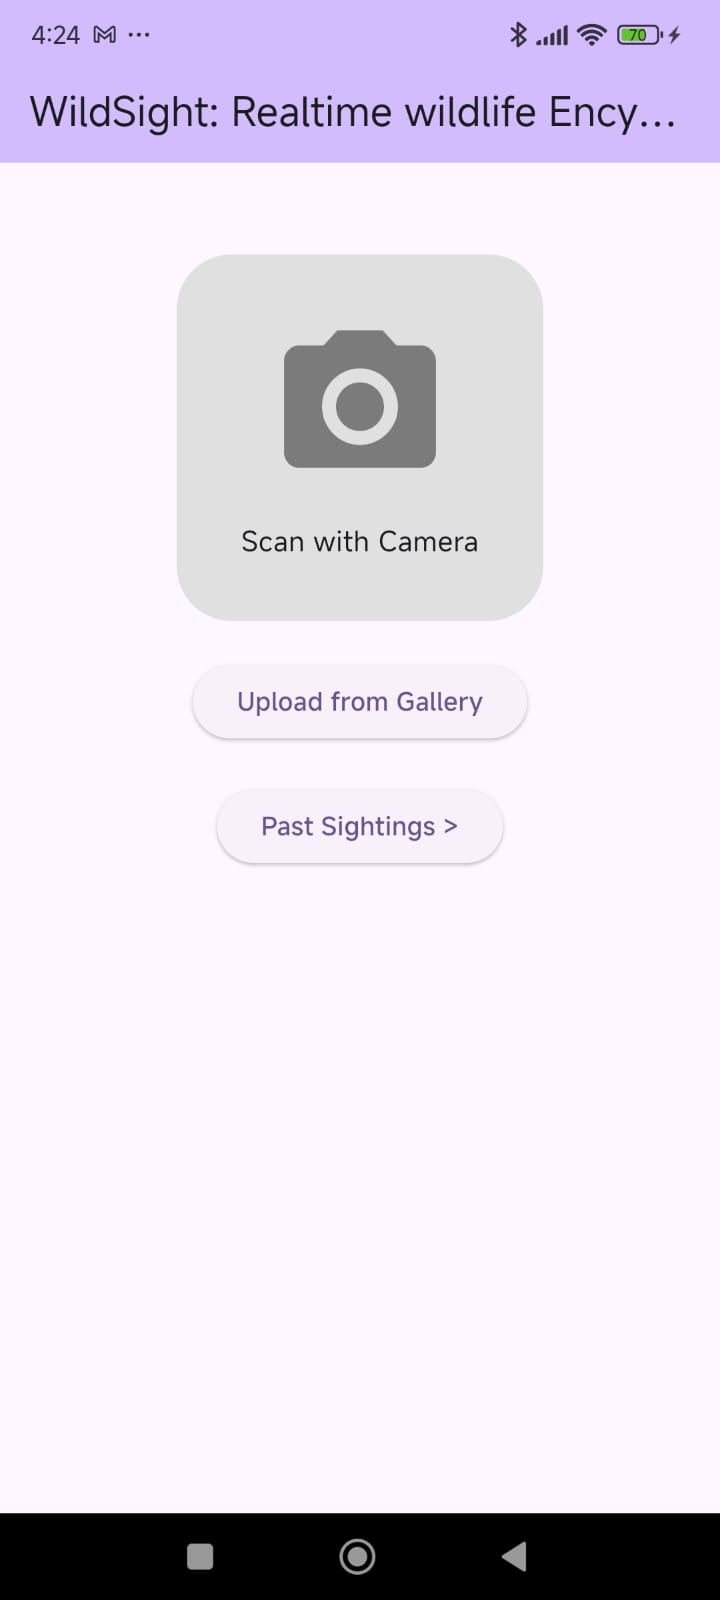 4:24
70
WildSight: Realtime wildlife Ency...
Scan with Camera
Upload from Gallery
Past Sightings >